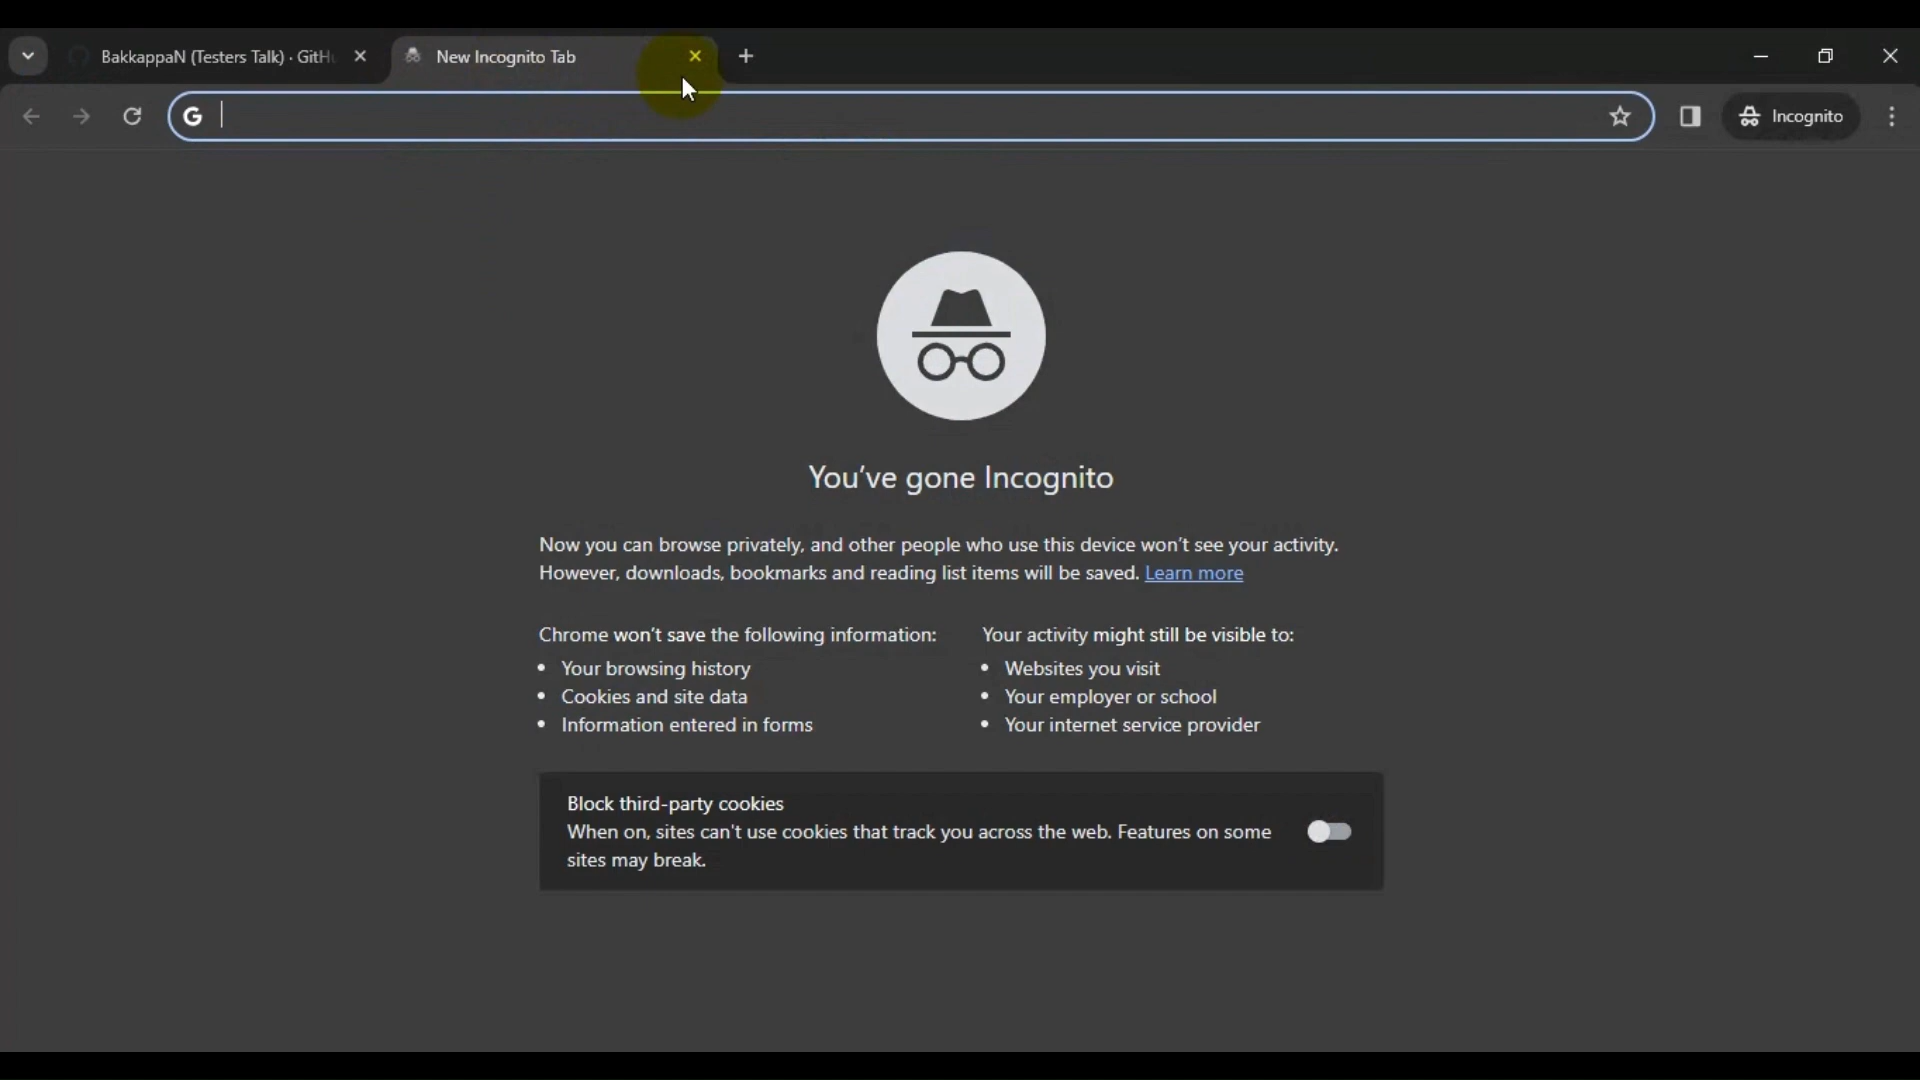 BakkappaN (Testers Talk) · GitH
New Incognito Tab
G
Incognito
You've gone Incognito
Now you can browse privately, and other people who use this device won't see your activity.
However, downloads, bookmarks and reading list items will be saved. Learn more
Chrome won't save the following information:
Your browsing history
Cookies and site data
Information entered in forms
Your activity might still be visible to:
Websites you visit
Your employer or school
Your internet service provider
Block third-party cookies
When on, sites can't use cookies that track you across the web. Features on some
sites may break.